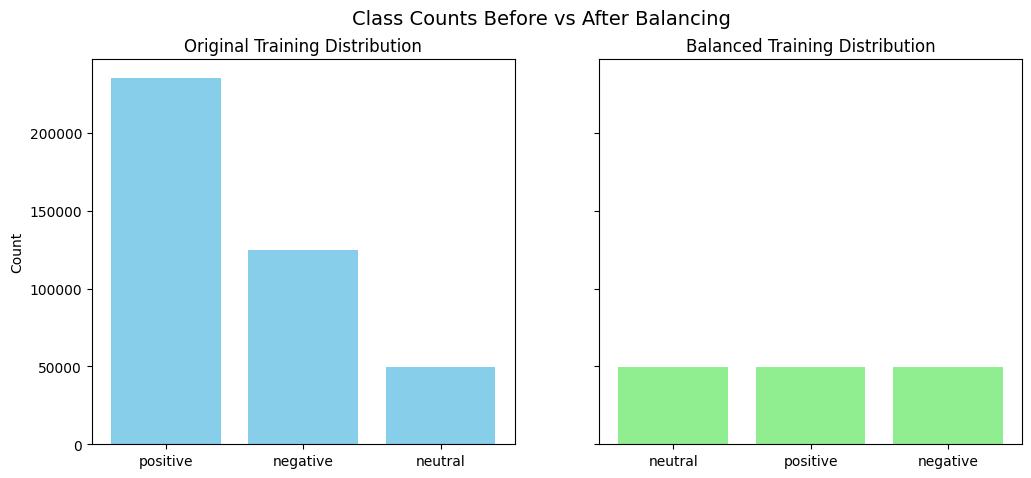 Class Counts Before vs After Balancing
Original Training Distribution
Balanced Training Distribution
Count
200000
150000
100000
50000
0
positive negative neutral
neutral positive negative